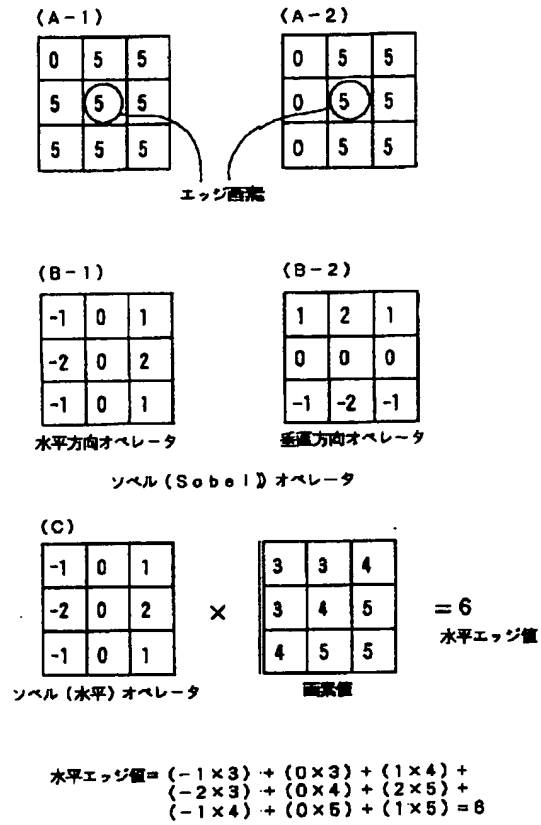 (A-1) (A-2)
0 5 5 0 5 5
5 5 5 0 5 5
5 5 5 0 5 5
エッジ画素
(B-1) (B-2)
-1 0 1 1 2 1
-2 0 2 0 0 0
-1 0 1 -1 -2 -1
水平方向オペレータ 垂直方向オペレータ
ソベル(Sobel)オペレータ
(C)
-1 0 1 3 3 4
-2 0 2 × 3 4 5 =6
-1 0 1 4 5 5
水平エッジ値
ソベル(水平)オペレータ 画素値
水平エッジ値=(-1×3)+(0×3)+(1×4)+
(-2×3)+(0×4)+(2×5)+
(-1×4)+(0×5)+(1×5)=6